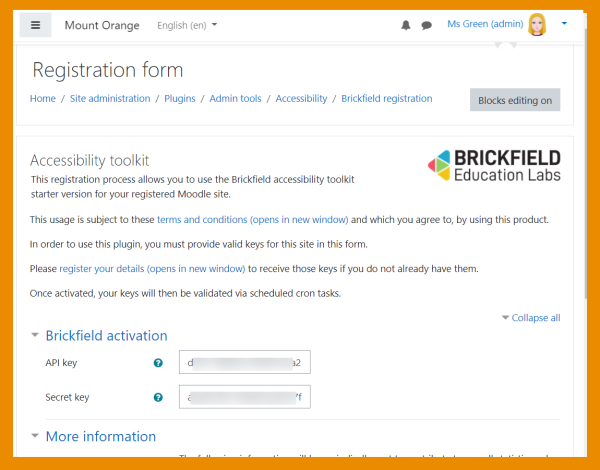 Mount Orange English (en)
Ms Green (admin)
Registration form
Home / Site administration / Plugins / Admin tools / Accessibility / Brickfield registration
Blocks editing on
Accessibility toolkit
BRICKFIELD
Education Labs
This registration process allows you to use the Brickfield accessibility toolkit
starter version for your registered Moodle site.
This usage is subject to these terms and conditions (opens in new window) and which you agree to, by using this product.
In order to use this plugin, you must provide valid keys for this site in this form.
Please register your details (opens in new window) to receive those keys if you do not already have them.
Once activated, your keys will then be validated via scheduled cron tasks.
Collapse all
Brickfield activation
API key
Secret key
More information